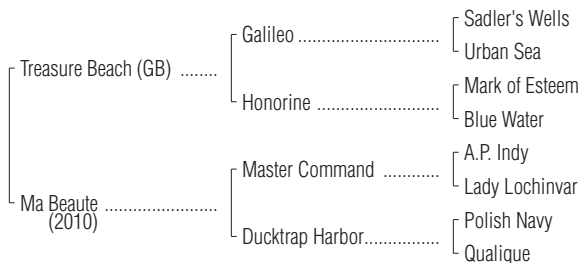 Sadler's Wells
Galileo ..............................
Urban Sea
Treasure Beach (GB) ........
Mark of Esteem
Honorine ..........................
Blue Water
A.P. Indy
Master Command ............
Lady Lochinvar
Ma Beaute ........................
(2010)
Polish Navy
Ducktrap Harbor................
Qualique